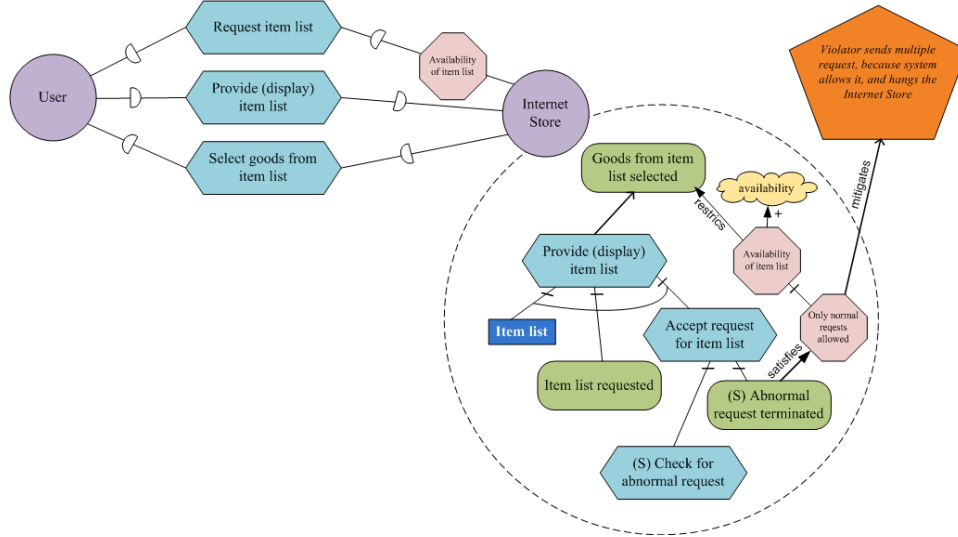 Request item list
Availability
of item list
User
Provide (display)
item list
Internet
Store
Select goods from
item list
Violator sends multiple
request, because system
allows it, and hangs the
Internet Store
mitigates
Goods from item
list selected
availability
+
restrics
Provide (display)
item list
Availability
of item list
Item list
Accept request
for item list
Only normal
reqests
allowed
satisfies
Item list requested
(S) Abnormal
request terminated
(S) Check for
abnormal request